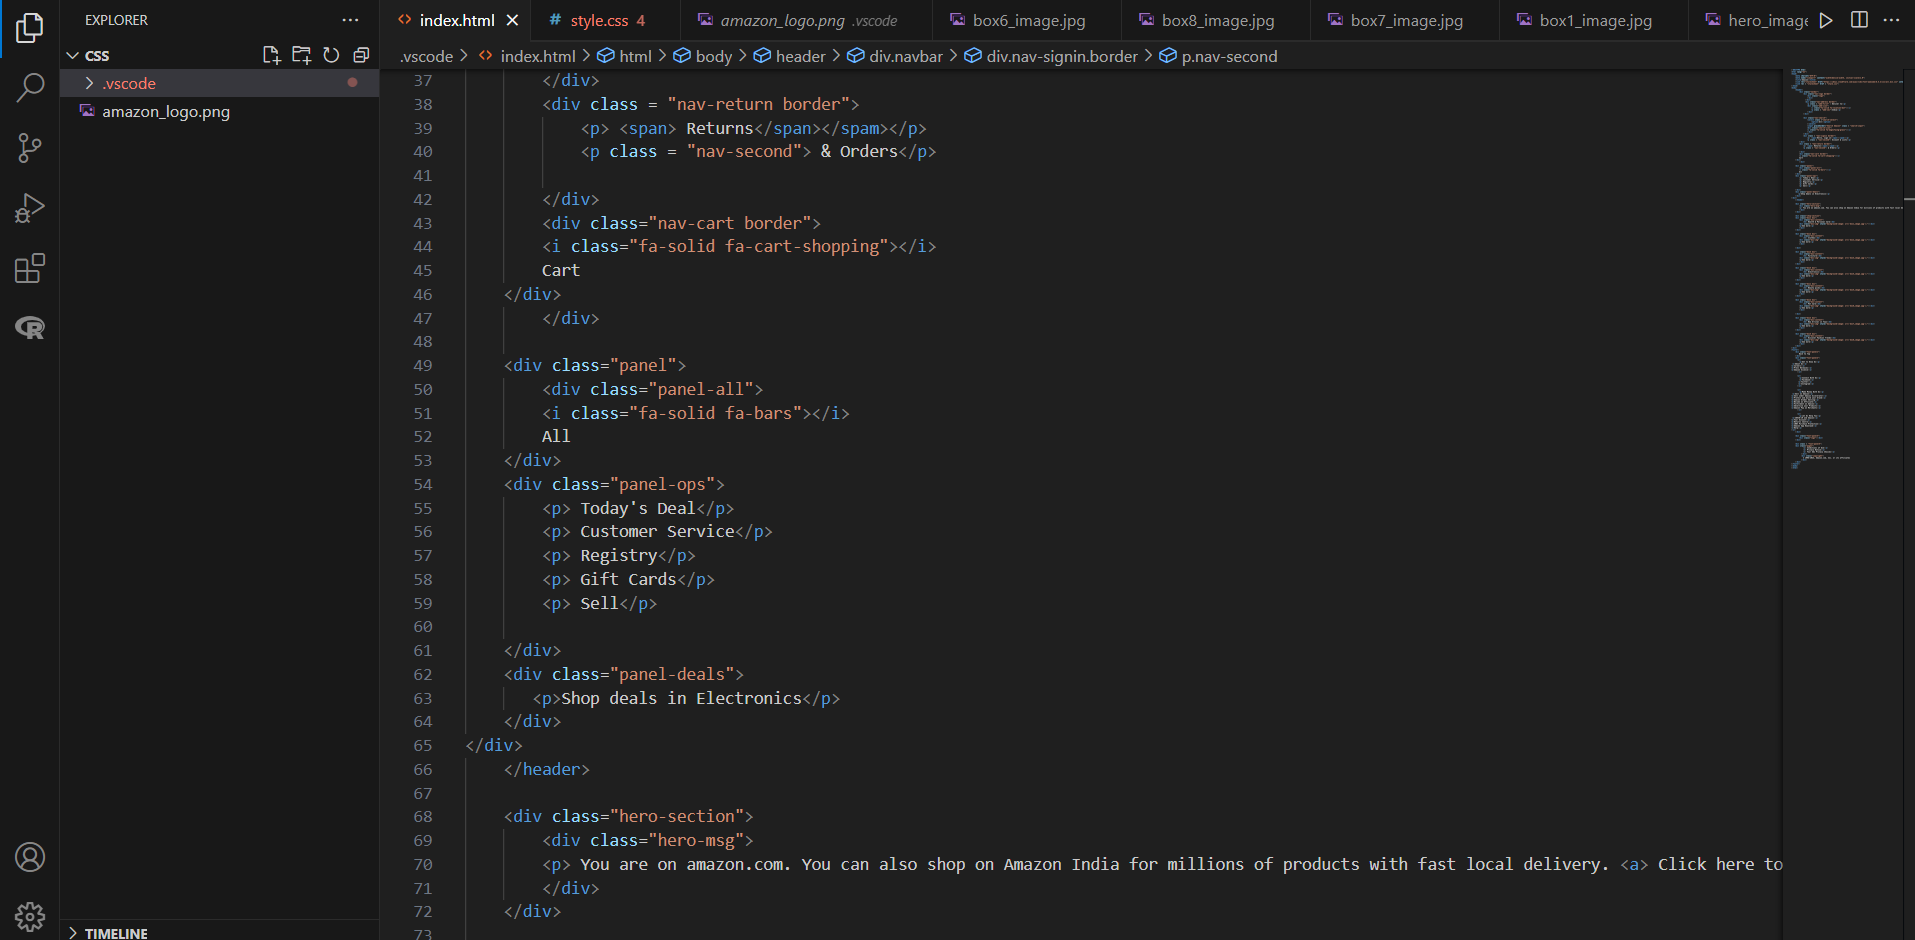 EXPLORER
index.html
style.css 4
amazon_logo.png .vscode
box6_image.jpg
box8_image.jpg
box7_image.jpg
box1_image.jpg
hero_image
CSS
.vscode > index.html > html > body > header > div.navbar > div.nav-signin.border > p.nav-second
.vscode
amazon_logo.png
37 </div>
38 <div class = "nav-return border">
39 <p> <span> Returns</span></spam></p>
40 <p class = "nav-second"> & Orders</p>
41
42 </div>
43 <div class="nav-cart border">
44 <i class="fa-solid fa-cart-shopping"></i>
45 Cart
46 </div>
47 </div>
48
49 <div class="panel">
50 <div class="panel-all">
51 <i class="fa-solid fa-bars"></i>
52 All
53 </div>
54 <div class="panel-ops">
55 <p> Today's Deal</p>
56 <p> Customer Service</p>
57 <p> Registry</p>
58 <p> Gift Cards</p>
59 <p> Sell</p>
60
61 </div>
62 <div class="panel-deals">
63 <p>Shop deals in Electronics</p>
64 </div>
65 </div>
66 </header>
67
68 <div class="hero-section">
69 <div class="hero-msg">
70 <p> You are on amazon.com. You can also shop on Amazon India for millions of products with fast local delivery. <a> Click here to
71 </div>
72 </div>
73
TIMELINE